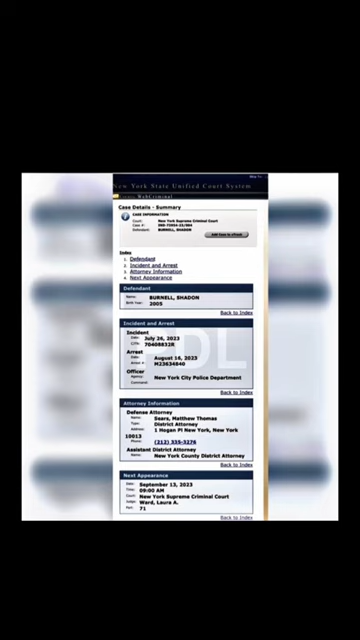 New York State Unified Court System
WebCriminal
Case Details - Summary
CASE INFORMATION
Court: New York Supreme Criminal Court
Case #:
Defendant: BURNELL, SHADON
Add Case to eTrack
Index
1. Defendant
2. Incident and Arrest
3. Attorney Information
4. Next Appearance
Defendant
Name: BURNELL, SHADON
Birth Year: 2005
Back to Index
Incident and Arrest
Incident
Date: July 26, 2023
CJTN: 70408832R
Arrest
Date: August 14, 2023
Arrest #: M23634840
Officer
Agency: New York City Police Department
Command:
Back to Index
Attorney Information
Defense Attorney
Name: Sears, Matthew Thomas
Type: District Attorney
Address: 1 Hogan Pl New York, New York
10013
Phone: (212) 335-3276
Assistant District Attorney
Name: New York County District Attorney
Back to Index
Next Appearance
Date: September 13, 2023
Time: 09:00 AM
Court: New York Supreme Criminal Court
Judge: Ward, Laura A.
Part: 71
Back to Index